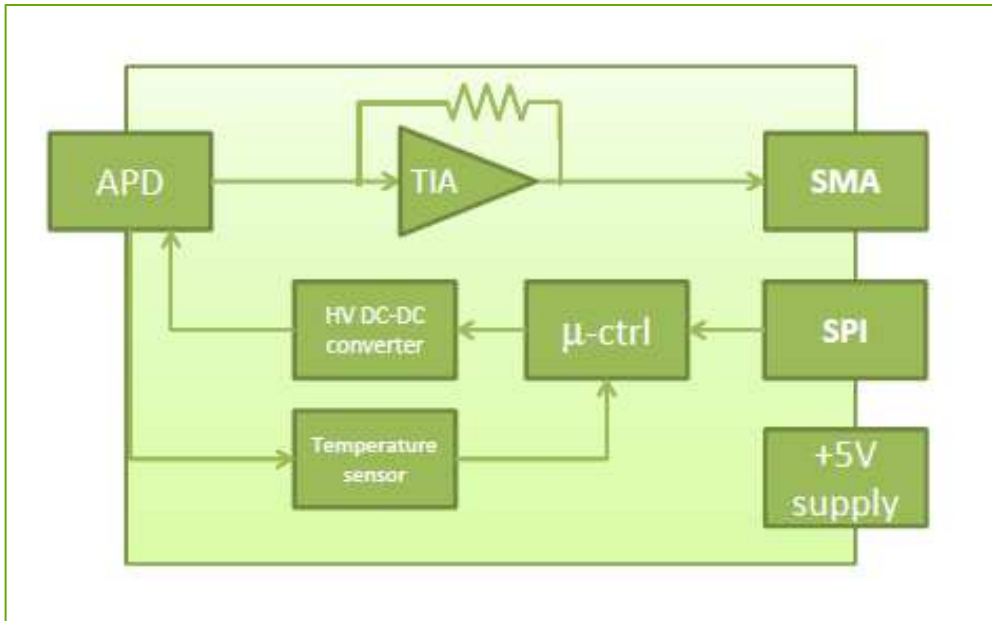 APD
TIA
SMA
HV DC-DC
converter
μ-ctrl
SPI
Temperature
sensor
+5V
supply